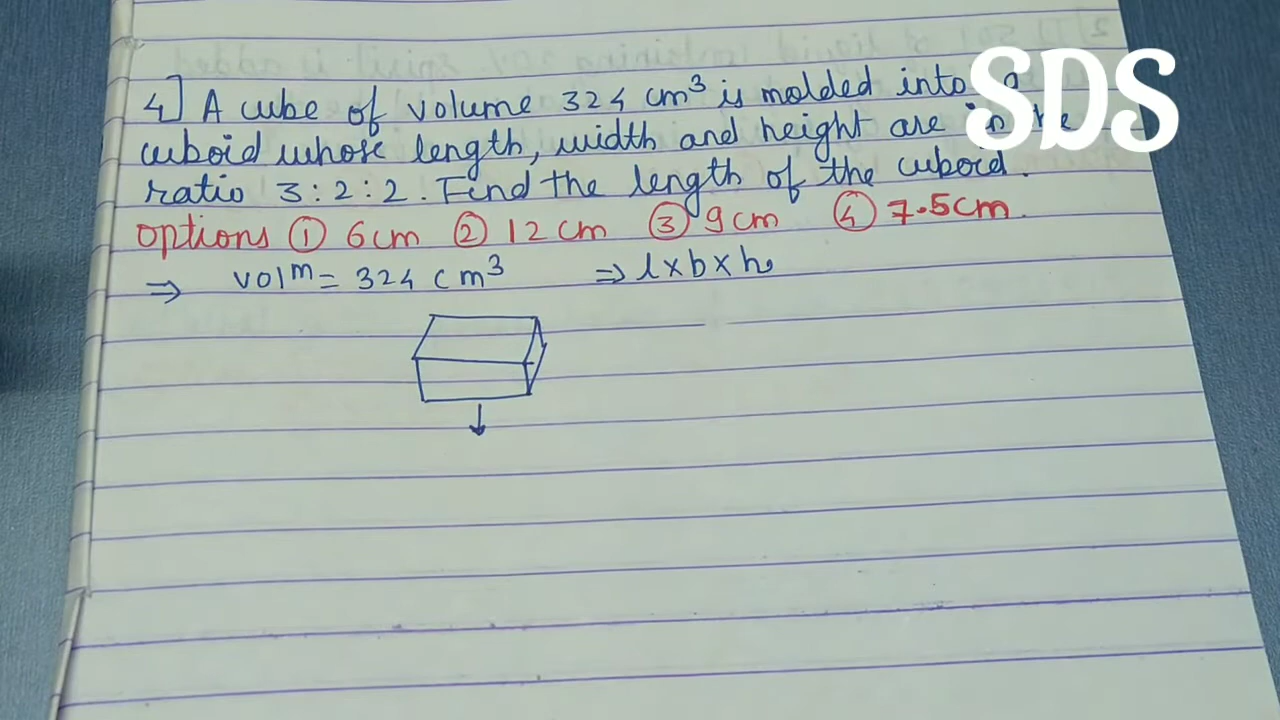 SDS
4] A cube of volume 324 cm³ is molded into a
cuboid whose length, width and height are in the
ratio 3:2:2. Find the length of the cuboid.
options ① 6cm ② 12cm ③ 9cm ④ 7.5cm.
⇒ volᵐ = 324 cm³ ⇒ l×b×h